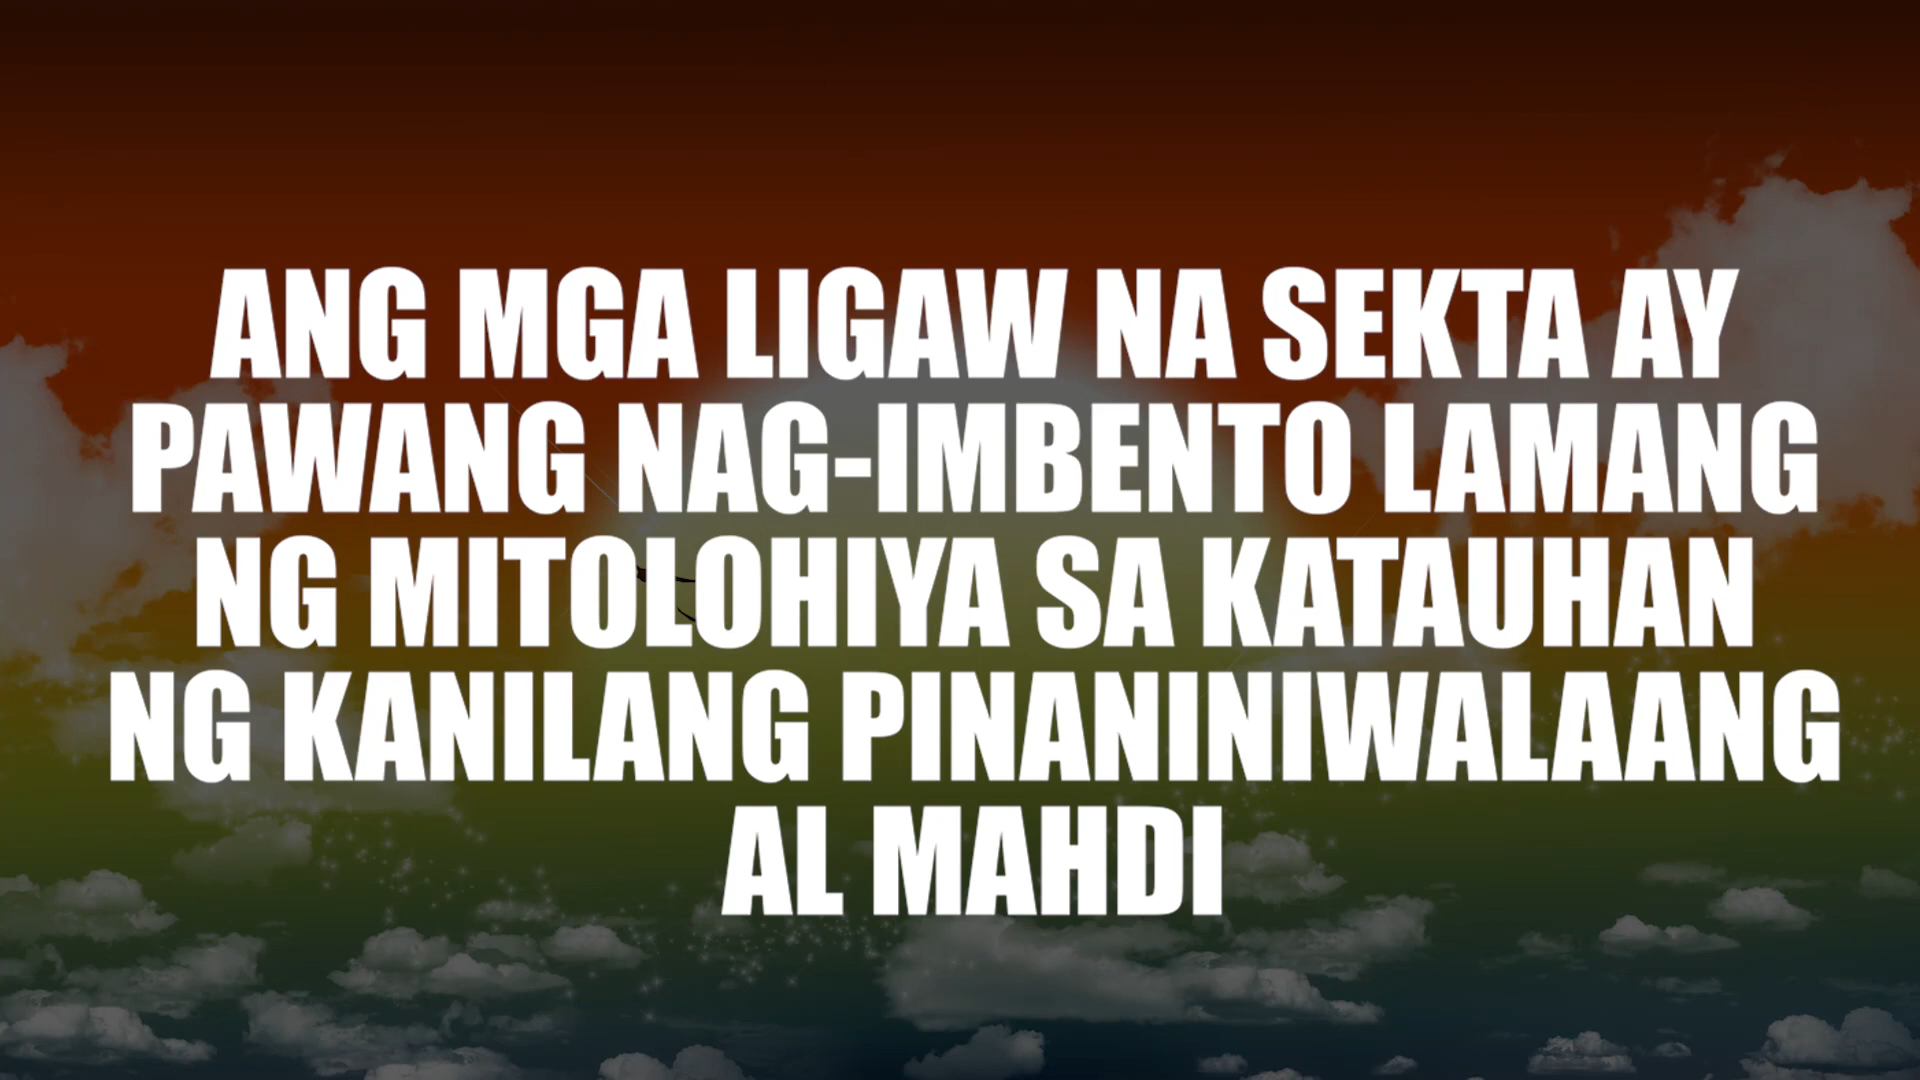 ANG MGA LIGAW NA SEKTA AY
PAWANG NAG-IMBENTO LAMANG
NG MITOLOHIYA SA KATAUHAN
NG KANILANG PINANINIWALAANG
AL MAHDI